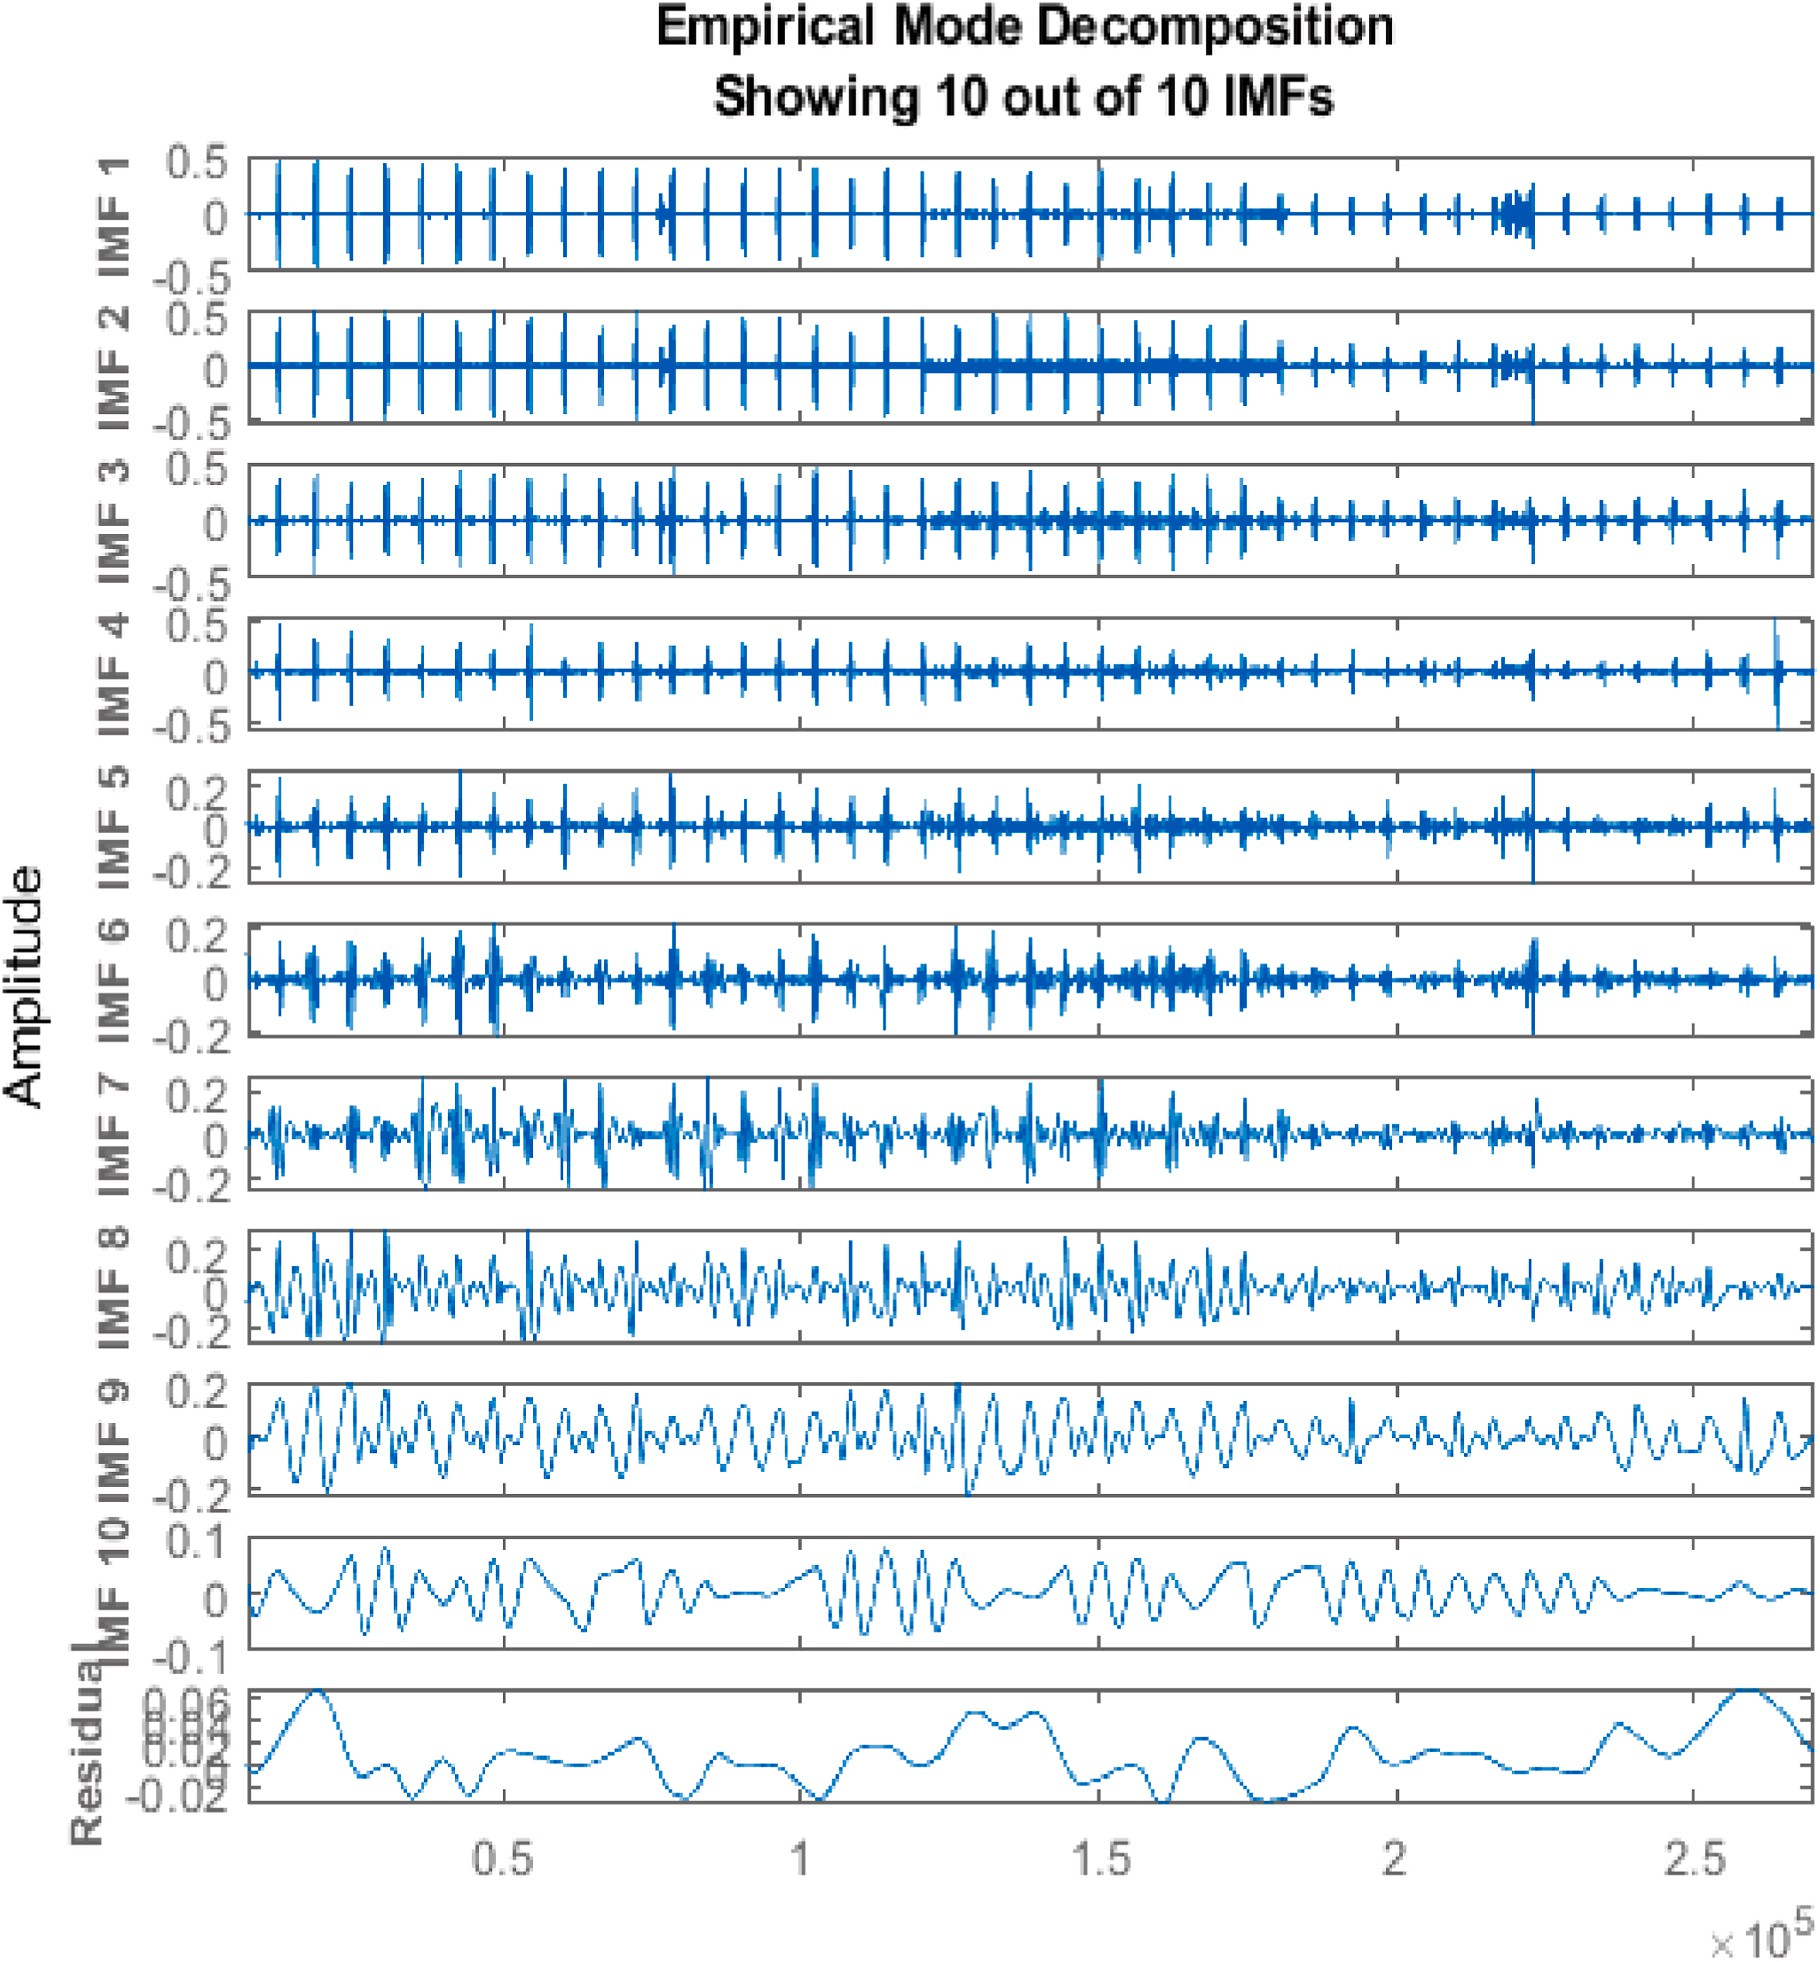 Empirical Mode Decomposition
Showing 10 out of 10 IMFs
Amplitude
IMF 1
0.5
0
-0.5
IMF 2
0.5
0
-0.5
IMF 3
0.5
0
-0.5
IMF 4
0.5
0
-0.5
IMF 5
0.2
0
-0.2
IMF 6
0.2
0
-0.2
IMF 7
0.2
0
-0.2
IMF 8
0.2
0
-0.2
IMF 9
0.2
0
-0.2
IMF 10
0.1
0
-0.1
Residual
0.06
-0.02
0.5 1 1.5 2 2.5
×10⁵